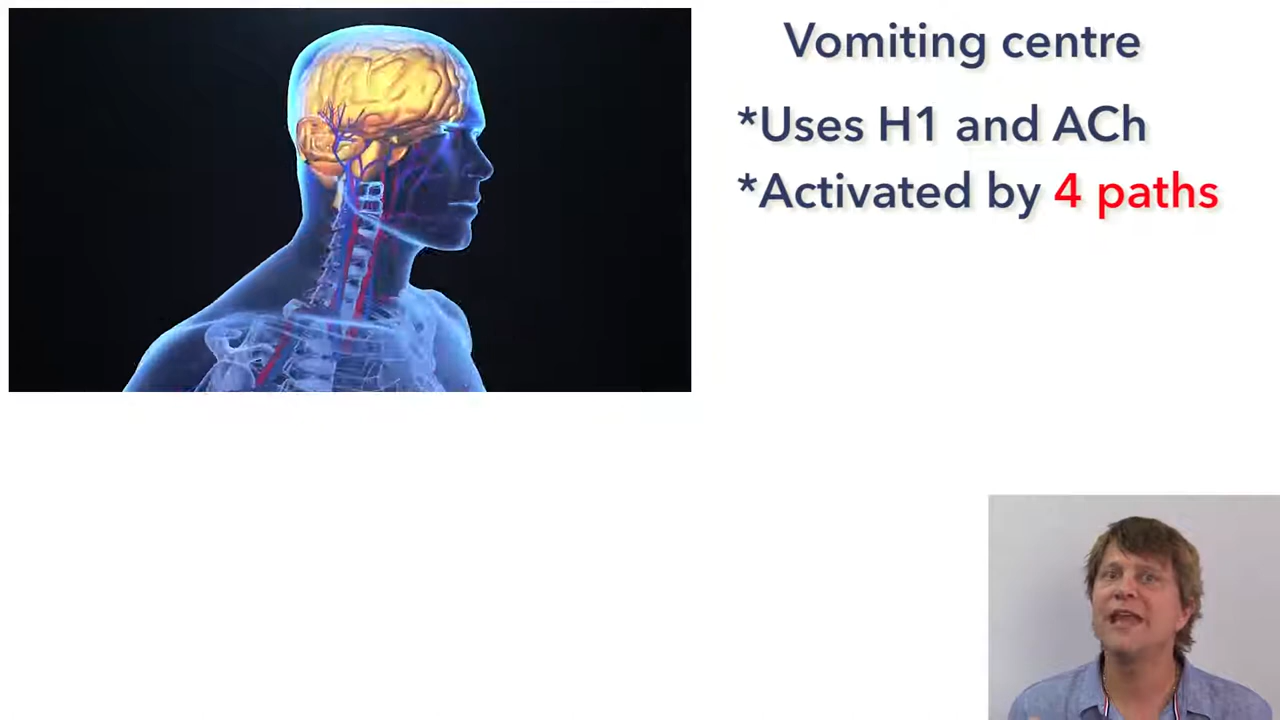 Vomiting centre
*Uses H1 and ACh
*Activated by 4 paths